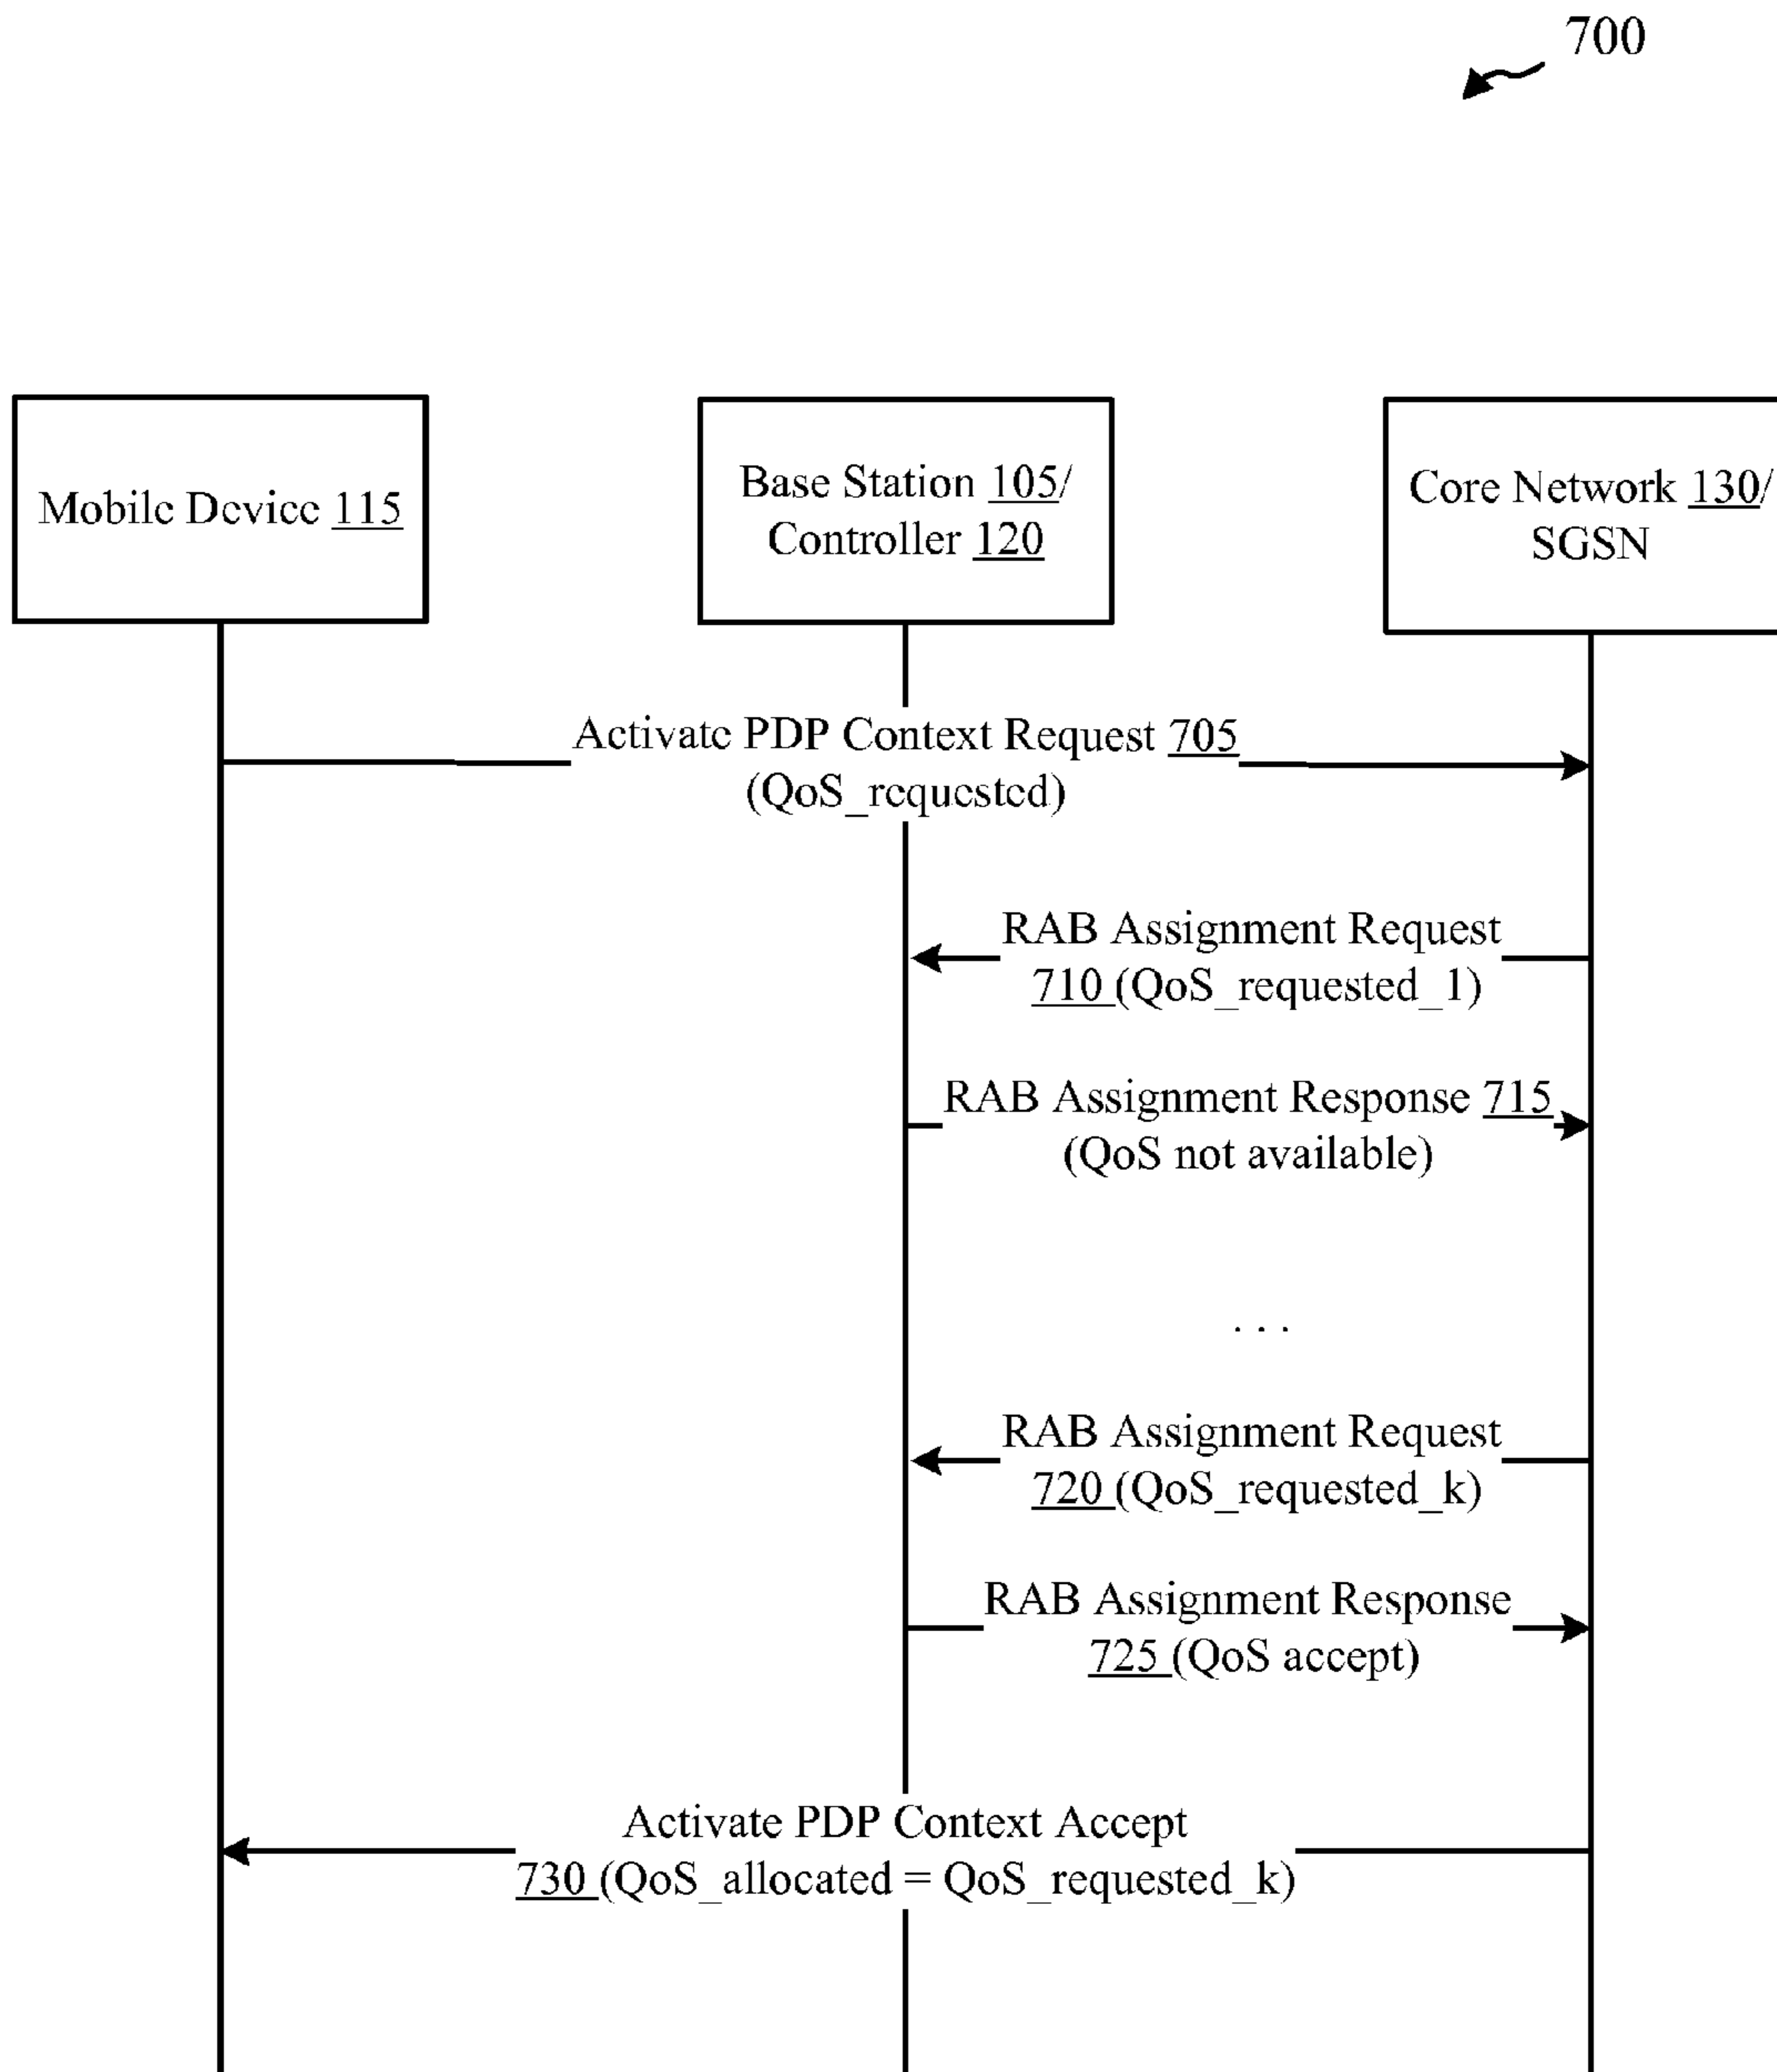 700
Mobile Device 115
Base Station 105/
Controller 120
Core Network 130/
SGSN
Activate PDP Context Request 705
(QoS_requested)
RAB Assignment Request
710 (QoS_requested_1)
RAB Assignment Response 715
(QoS not available)
. . .
RAB Assignment Request
720 (QoS_requested_k)
RAB Assignment Response
725 (QoS accept)
Activate PDP Context Accept
730 (QoS_allocated = QoS_requested_k)